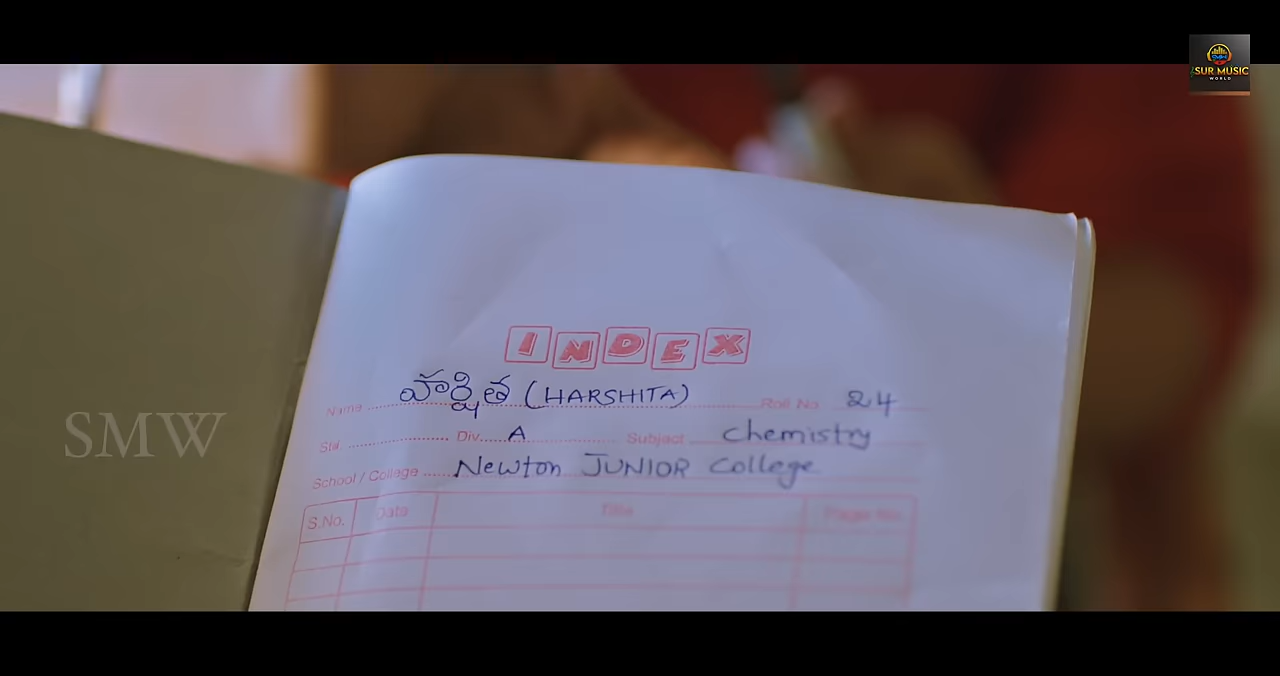 SUR MUSIC
WORLD
INDEX
Name హర్షిత (HARSHITA) Roll No 24
Std. Div. A Subject Chemistry
School / College Newton JUNIOR College
S.No. Date Title Page No.
SMW